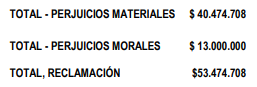 TOTAL - PERJUICIOS MATERIALES $ 40.474.708
TOTAL - PERJUICIOS MORALES $ 13.000.000
TOTAL, RECLAMACIÓN $53.474.708